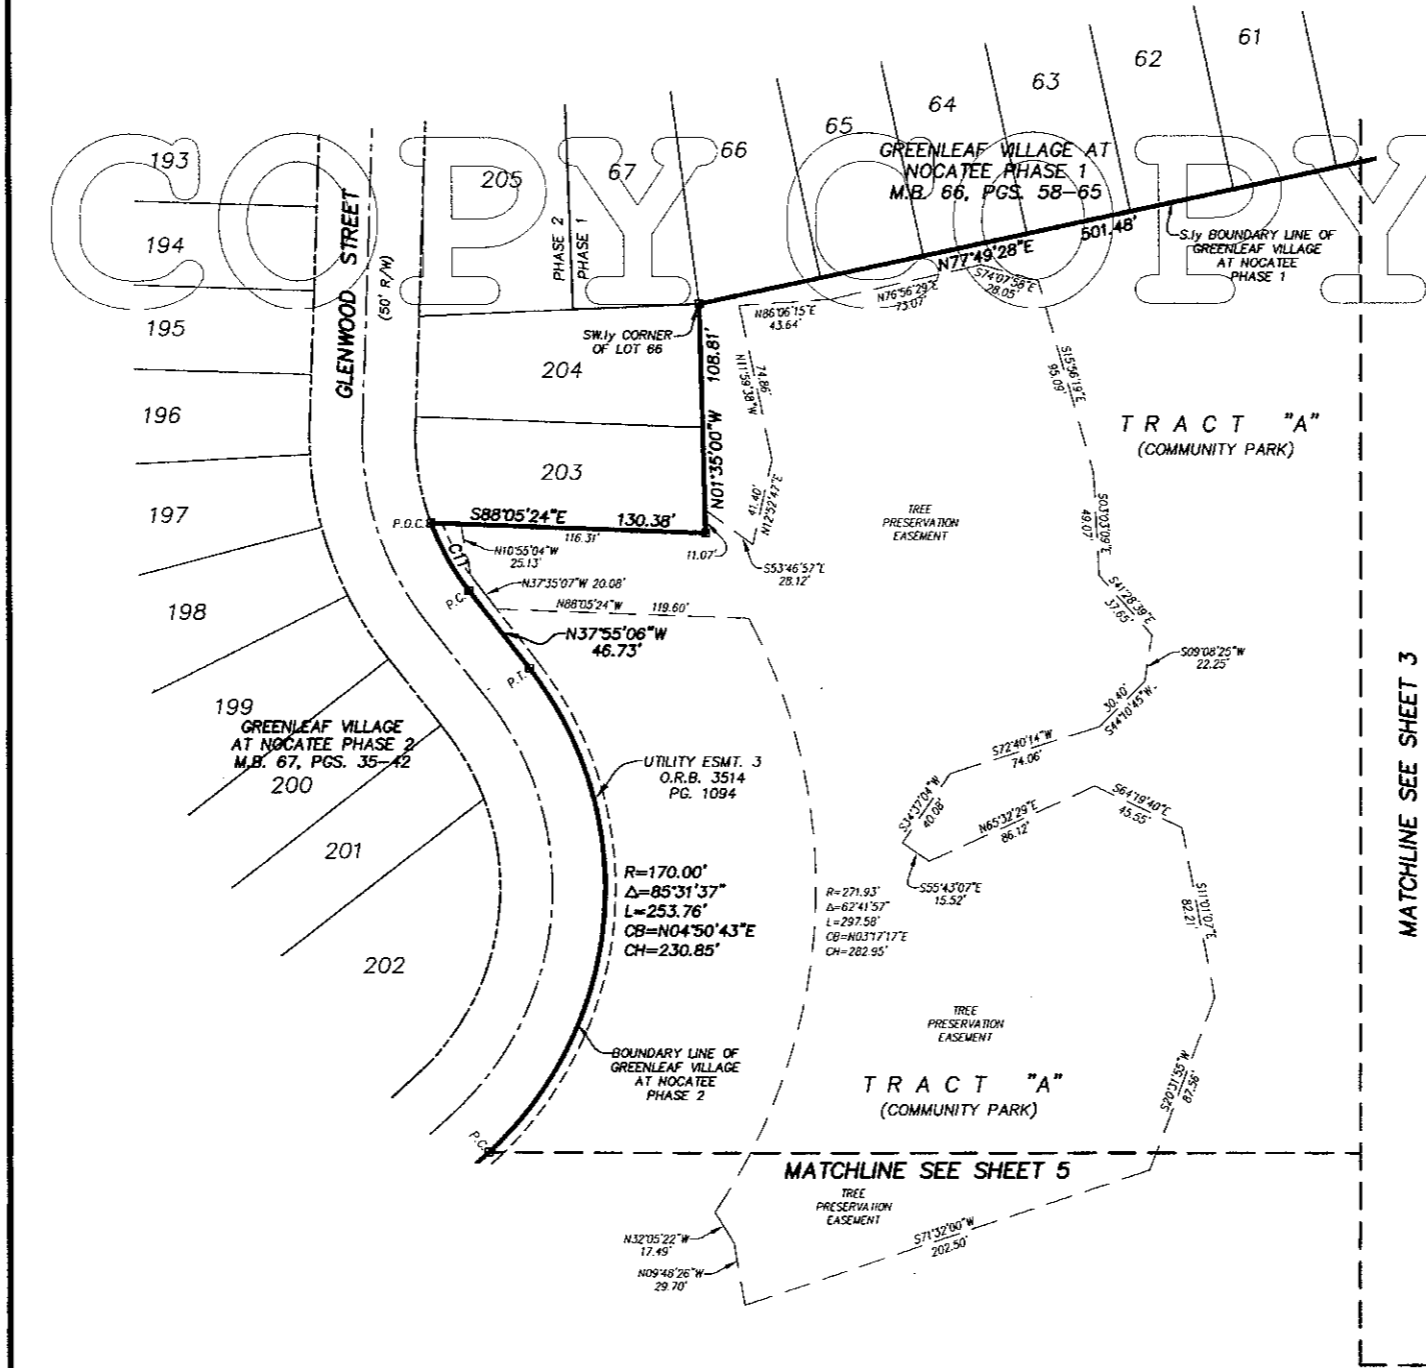 COPY COPY
61
62
63
64
65
66
67
205
193
194
195
196
197
198
199
200
201
202
203
204
GREENLEAF VILLAGE AT
NOCATEE PHASE 1
M.B. 66, PGS. 58-65
PHASE 2
PHASE 1
GLENWOOD STREET
(50' R/W)
N77°49'28"E
501.48'
S.ly BOUNDARY LINE OF
GREENLEAF VILLAGE
AT NOCATEE
PHASE 1
SW.ly CORNER
OF LOT 66
N86°06'15"E
43.64'
N76°56'29"E
73.07'
S74°07'58"E
28.05'
N01°35'00"W
108.81'
74.86'
N11°59'38"W
41.40'
N12°52'47"E
S15°56'19"E
95.09'
TRACT "A"
(COMMUNITY PARK)
TREE
PRESERVATION
EASEMENT
S03°03'09"E
49.07'
S41°28'39"E
37.65'
S09°08'25"W
22.25'
30.40'
S44°10'45"W
S72°40'14"W
74.06'
S34°37'04"W
40.08'
S55°43'07"E
15.52'
N65°32'29"E
86.12'
S64°19'40"E
45.55'
S11°01'07"E
82.21'
S20°31'55"W
87.56'
P.O.C.
S88°05'24"E
130.38'
116.31'
11.07'
S53°46'57"E
28.12'
C11
N10°55'04"W
25.13'
N37°35'07"W 20.08'
N88°05'24"W
119.60'
P.C.
N37°55'06"W
46.73'
P.T.
GREENLEAF VILLAGE
AT NOCATEE PHASE 2
M.B. 67, PGS. 35-42
UTILITY ESMT. 3
O.R.B. 3514
PG. 1094
R=170.00'
Δ=85°31'37"
L=253.76'
CB=N04°50'43"E
CH=230.85'
R=271.93'
Δ=62°41'57"
L=297.58'
CB=N03°17'17"E
CH=282.95'
BOUNDARY LINE OF
GREENLEAF VILLAGE
AT NOCATEE
PHASE 2
TREE
PRESERVATION
EASEMENT
TRACT "A"
(COMMUNITY PARK)
P.C.
MATCHLINE SEE SHEET 5
TREE
PRESERVATION
EASEMENT
N32°05'22"W
17.49'
N09°48'26"W
29.70'
S71°32'00"W
202.50'
MATCHLINE SEE SHEET 3